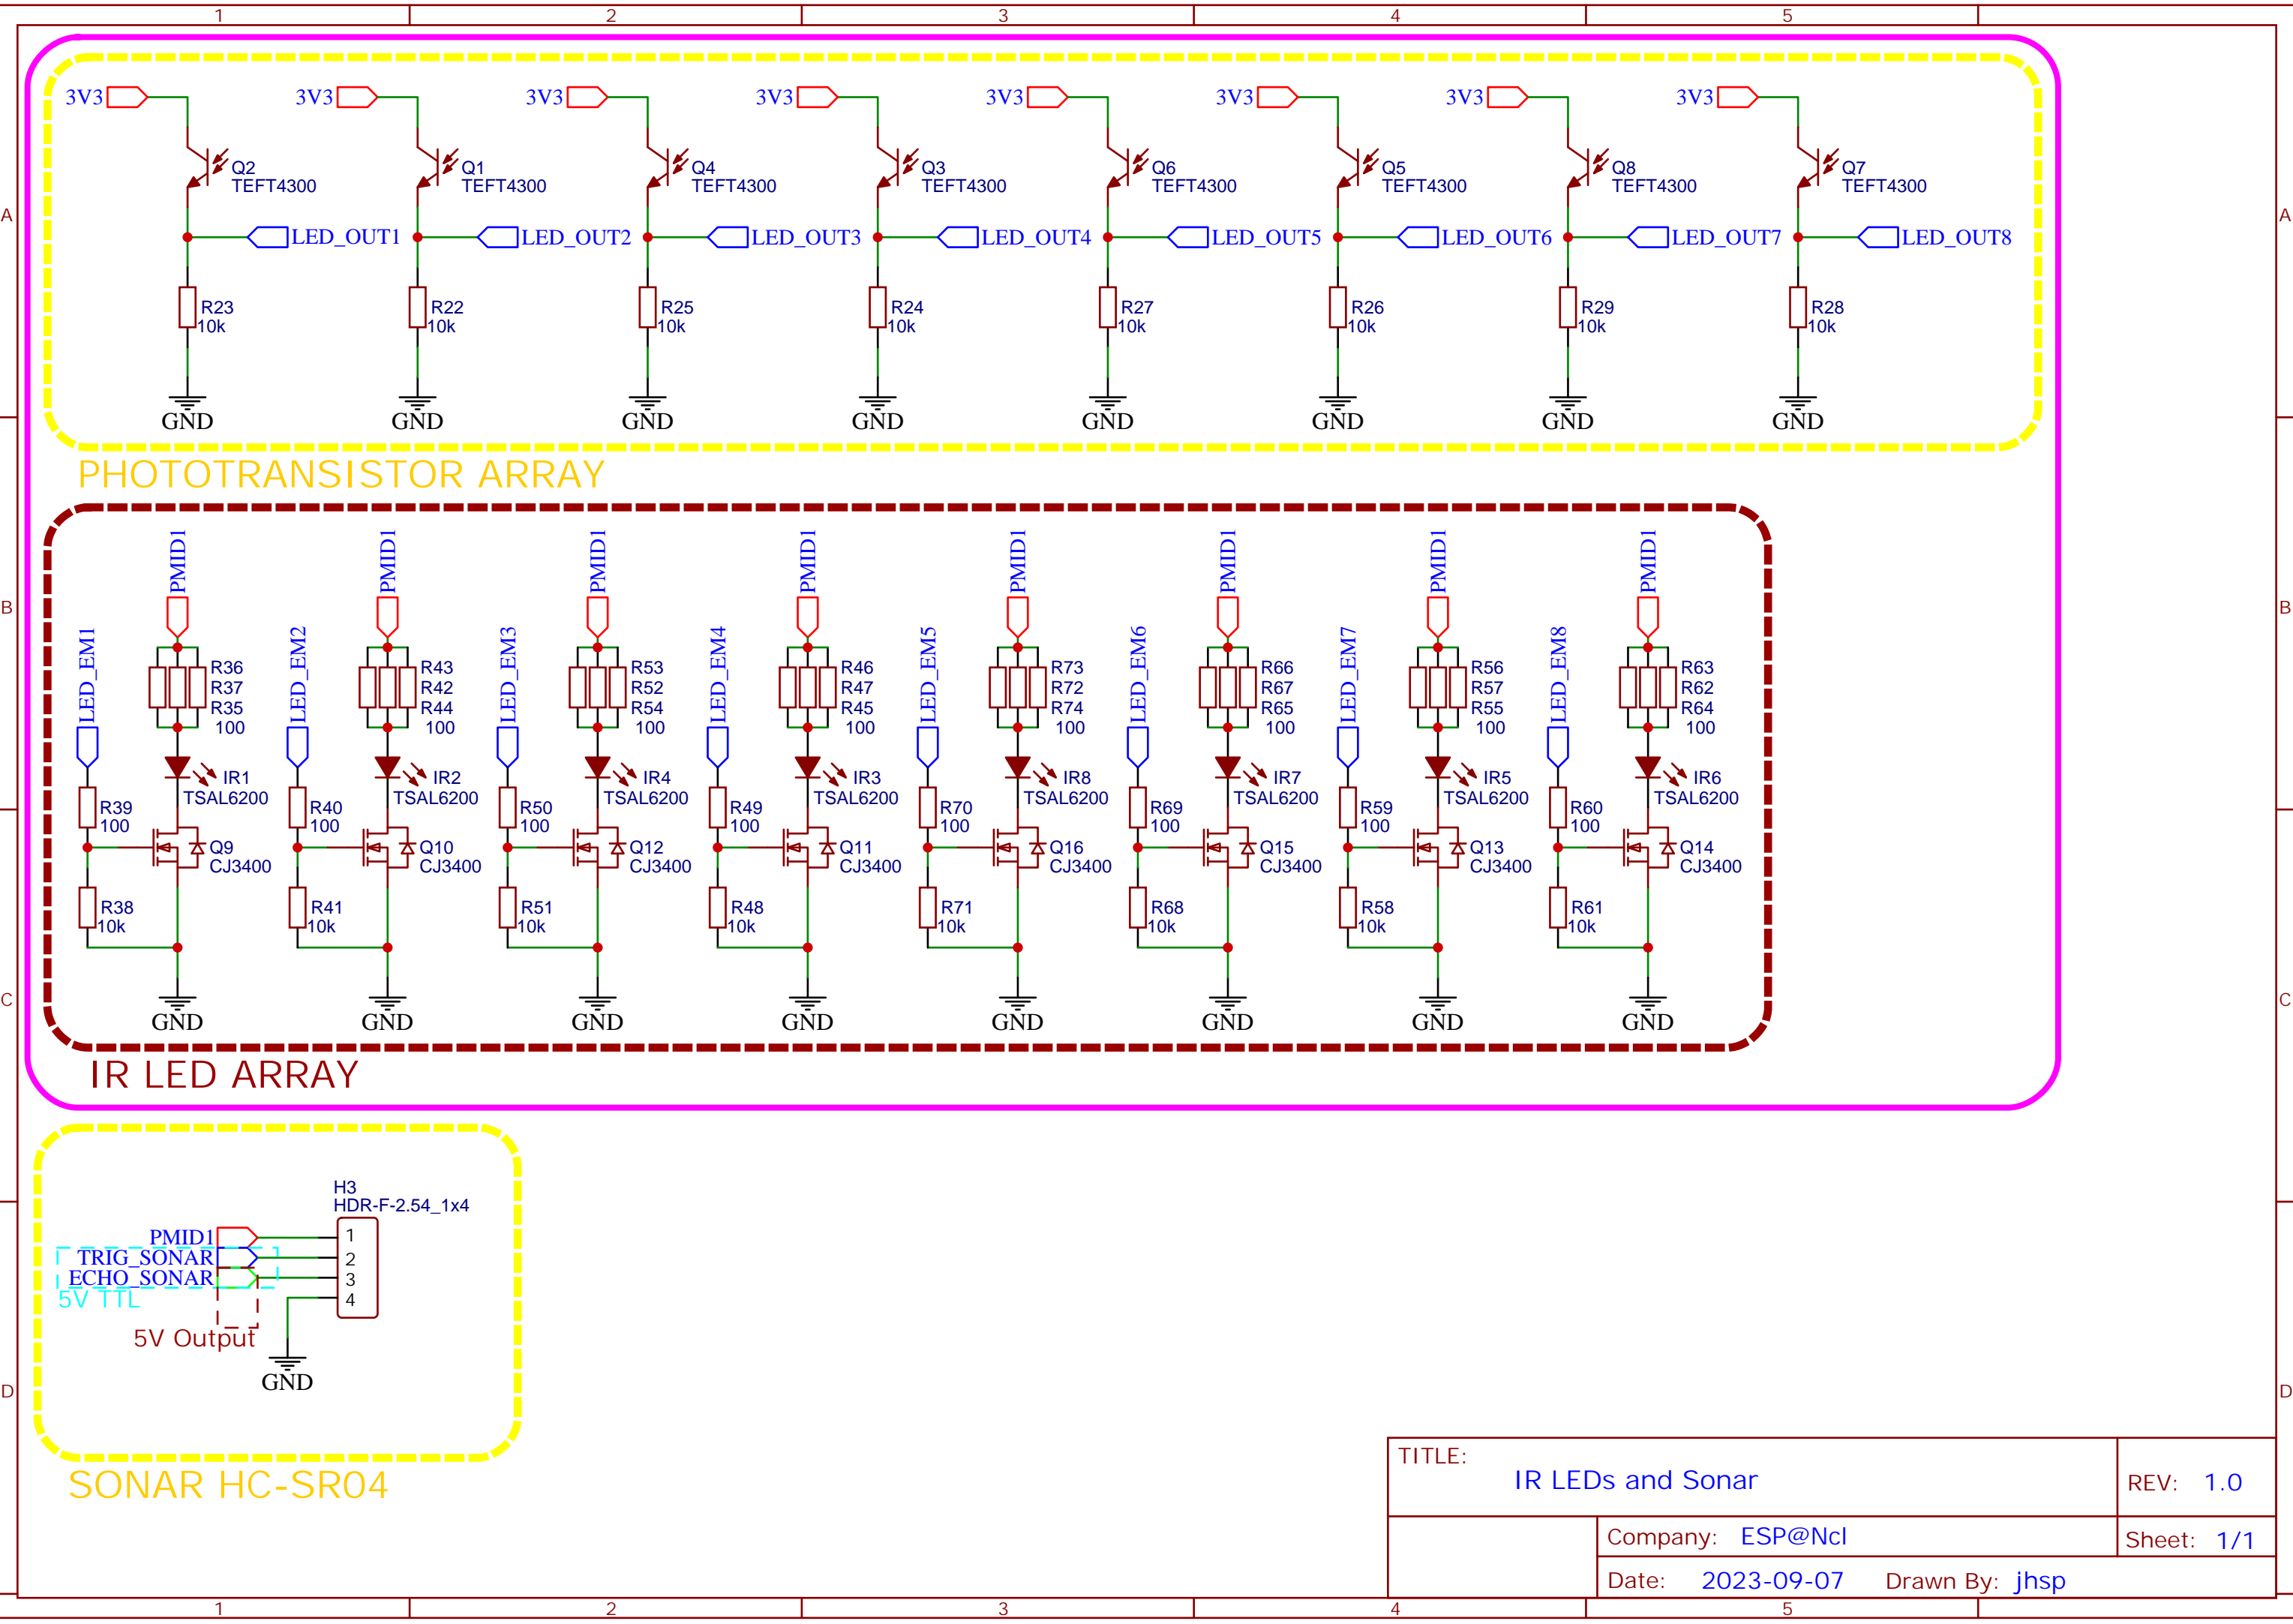 1 2 3 4 5
3V3 3V3 3V3 3V3 3V3 3V3 3V3 3V3
Q2 Q1 Q4 Q3 Q6 Q5 Q8 Q7
TEFT4300 TEFT4300 TEFT4300 TEFT4300 TEFT4300 TEFT4300 TEFT4300 TEFT4300
A A
LED_OUT1 LED_OUT2 LED_OUT3 LED_OUT4 LED_OUT5 LED_OUT6 LED_OUT7 LED_OUT8
R23 R22 R25 R24 R27 R26 R29 R28
10k 10k 10k 10k 10k 10k 10k 10k
GND GND GND GND GND GND GND GND
PHOTOTRANSISTOR ARRAY
PMID1 PMID1 PMID1 PMID1 PMID1 PMID1 PMID1 PMID1
B B
LED_EM1 LED_EM2 LED_EM3 LED_EM4 LED_EM5 LED_EM6 LED_EM7 LED_EM8
R36 R43 R53 R46 R73 R66 R56 R63
R37 R42 R52 R47 R72 R67 R57 R62
R35 R44 R54 R45 R74 R65 R55 R64
100 100 100 100 100 100 100 100
IR1 IR2 IR4 IR3 IR8 IR7 IR5 IR6
TSAL6200 TSAL6200 TSAL6200 TSAL6200 TSAL6200 TSAL6200 TSAL6200 TSAL6200
R39 R40 R50 R49 R70 R69 R59 R60
100 100 100 100 100 100 100 100
Q9 Q10 Q12 Q11 Q16 Q15 Q13 Q14
CJ3400 CJ3400 CJ3400 CJ3400 CJ3400 CJ3400 CJ3400 CJ3400
R38 R41 R51 R48 R71 R68 R58 R61
10k 10k 10k 10k 10k 10k 10k 10k
C C
GND GND GND GND GND GND GND GND
IR LED ARRAY
H3
HDR-F-2.54_1x4
PMID1 1
TRIG_SONAR 2
ECHO_SONAR 3
5V TTL 4
5V Output
GND
D D
SONAR HC-SR04
TITLE:
IR LEDs and Sonar
REV: 1.0
Company: ESP@Ncl
Sheet: 1/1
Date: 2023-09-07 Drawn By: jhsp
1 2 3 4 5